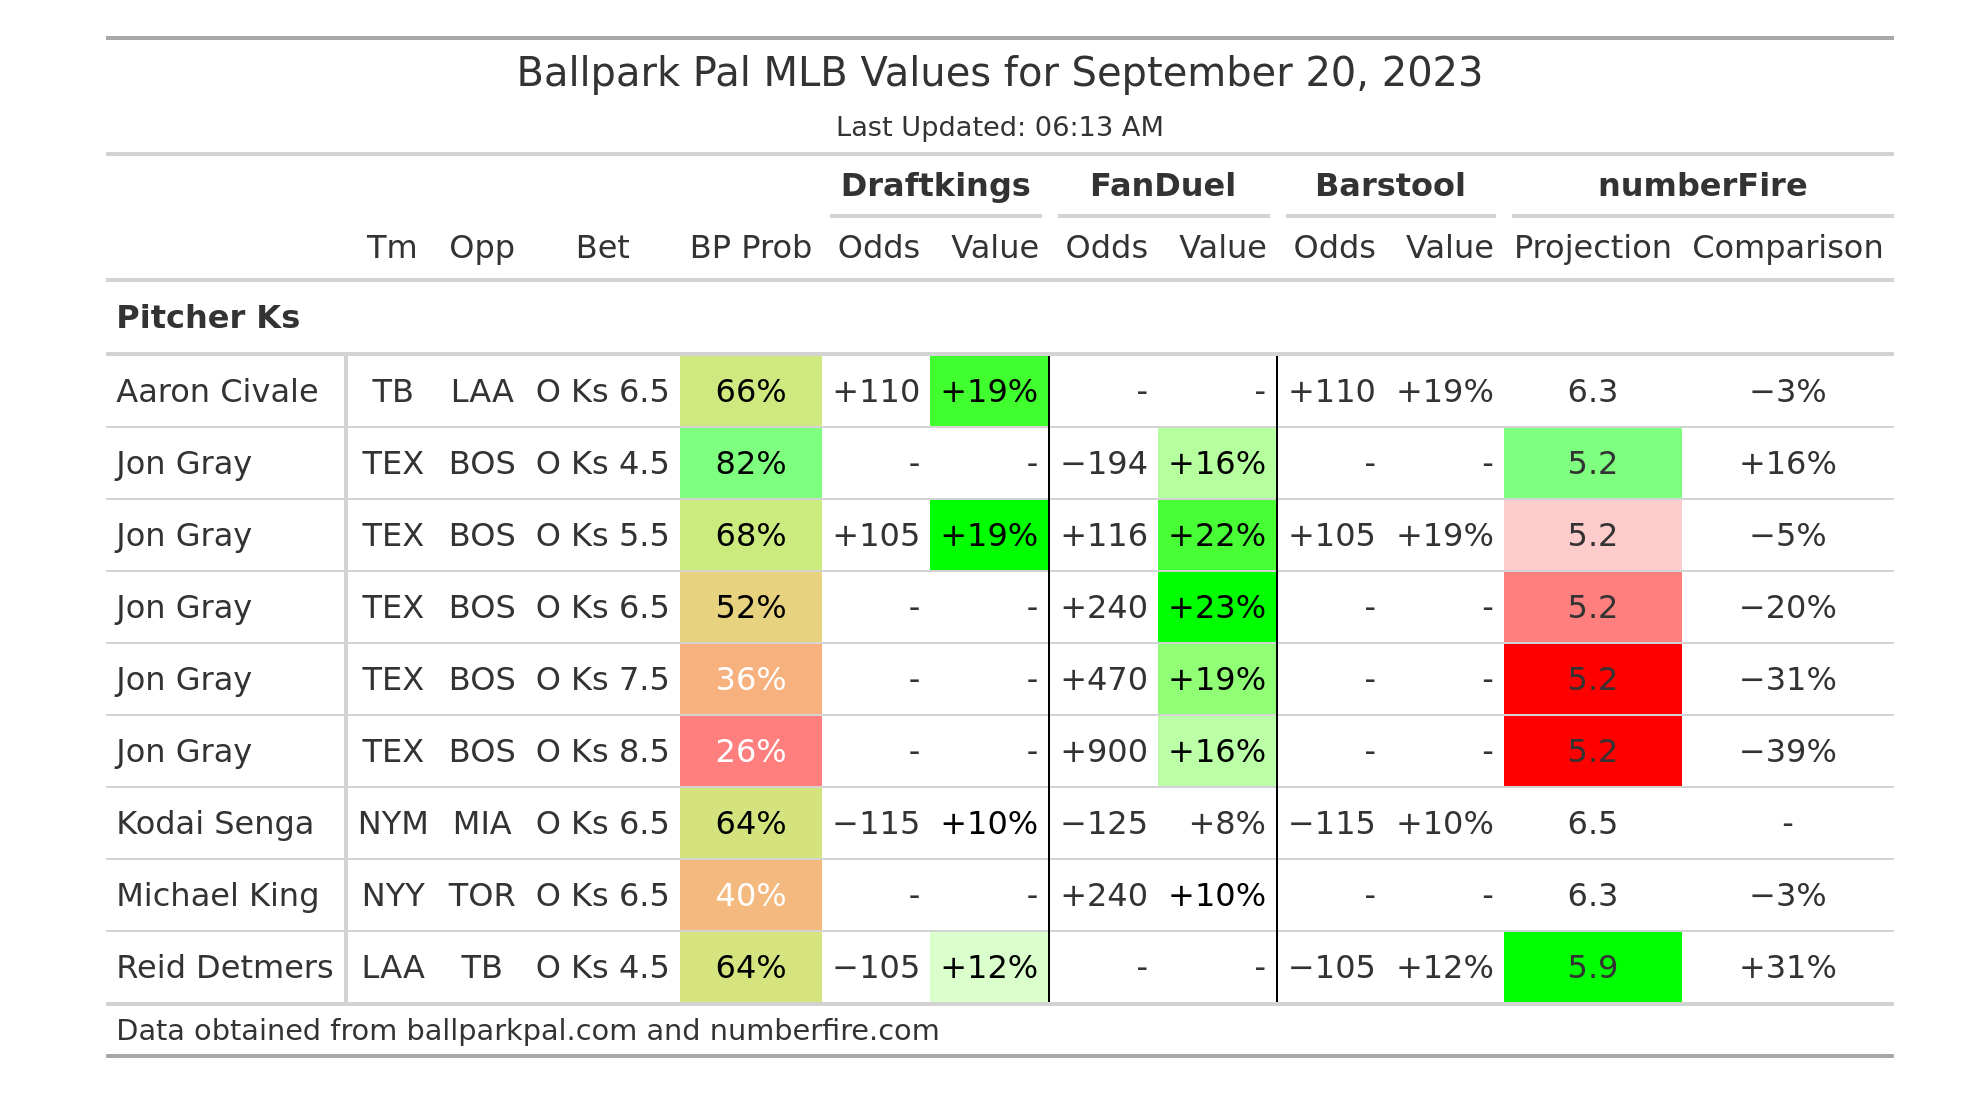 Ballpark Pal MLB Values for September 20, 2023
Last Updated: 06:13 AM
Draftkings FanDuel Barstool numberFire
Tm Opp Bet BP Prob Odds Value Odds Value Odds Value Projection Comparison
Pitcher Ks
Aaron Civale TB LAA O Ks 6.5 66% +110 +19% - - +110 +19% 6.3 −3%
Jon Gray TEX BOS O Ks 4.5 82% - - −194 +16% - - 5.2 +16%
Jon Gray TEX BOS O Ks 5.5 68% +105 +19% +116 +22% +105 +19% 5.2 −5%
Jon Gray TEX BOS O Ks 6.5 52% - - +240 +23% - - 5.2 −20%
Jon Gray TEX BOS O Ks 7.5 36% - - +470 +19% - - 5.2 −31%
Jon Gray TEX BOS O Ks 8.5 26% - - +900 +16% - - 5.2 −39%
Kodai Senga NYM MIA O Ks 6.5 64% −115 +10% −125 +8% −115 +10% 6.5 -
Michael King NYY TOR O Ks 6.5 40% - - +240 +10% - - 6.3 −3%
Reid Detmers LAA TB O Ks 4.5 64% −105 +12% - - −105 +12% 5.9 +31%
Data obtained from ballparkpal.com and numberfire.com